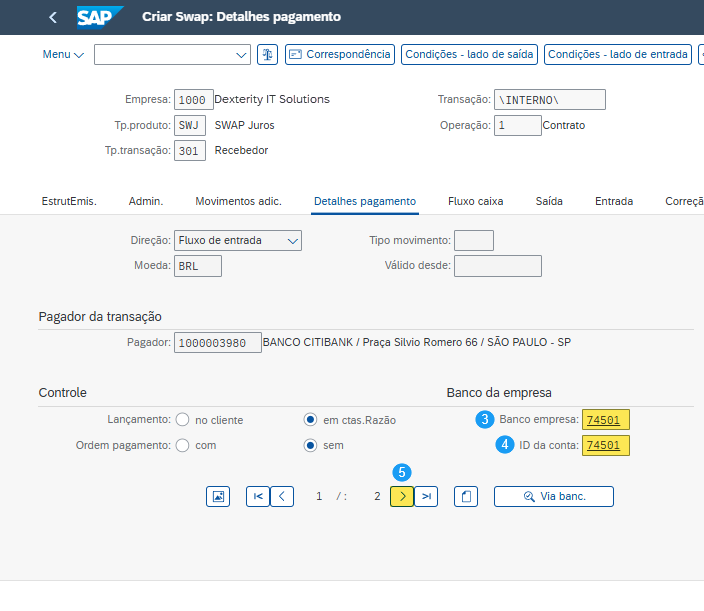 SAP Criar Swap: Detalhes pagamento
Menu Correspondência Condições - lado de saída Condições - lado de entrada
Empresa: 1000 Dexterity IT Solutions Transação: \INTERNO\
Tp.produto: SWJ SWAP Juros Operação: 1 Contrato
Tp.transação: 301 Recebedor
EstrutEmis. Admin. Movimentos adic. Detalhes pagamento Fluxo caixa Saída Entrada Correçã
Direção: Fluxo de entrada Tipo movimento:
Moeda: BRL Válido desde:
Pagador da transação
Pagador: 1000003980 BANCO CITIBANK / Praça Silvio Romero 66 / SÃO PAULO - SP
Controle Banco da empresa
Lançamento: no cliente em ctas.Razão 3 Banco empresa: 74501
Ordem pagamento: com sem 4 ID da conta: 74501
5
1 / : 2 Via banc.